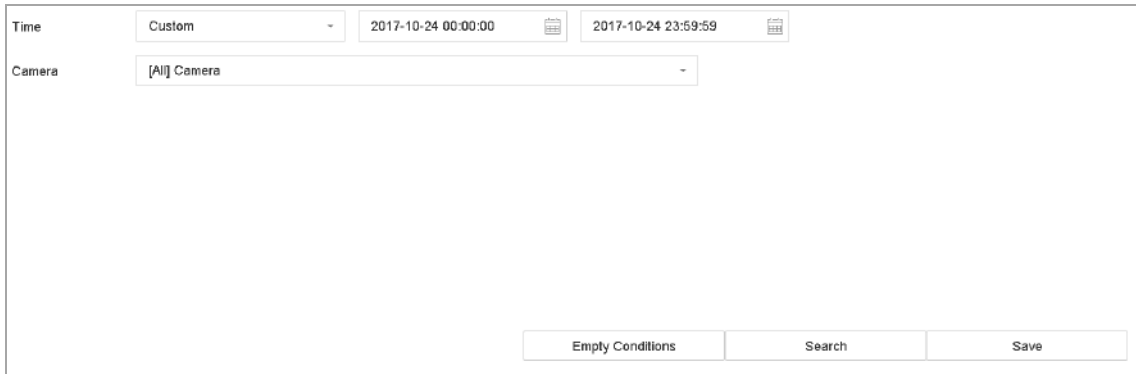 Time Custom 2017-10-24 00:00:00 2017-10-24 23:59:59
Camera [All] Camera
Empty Conditions Search Save